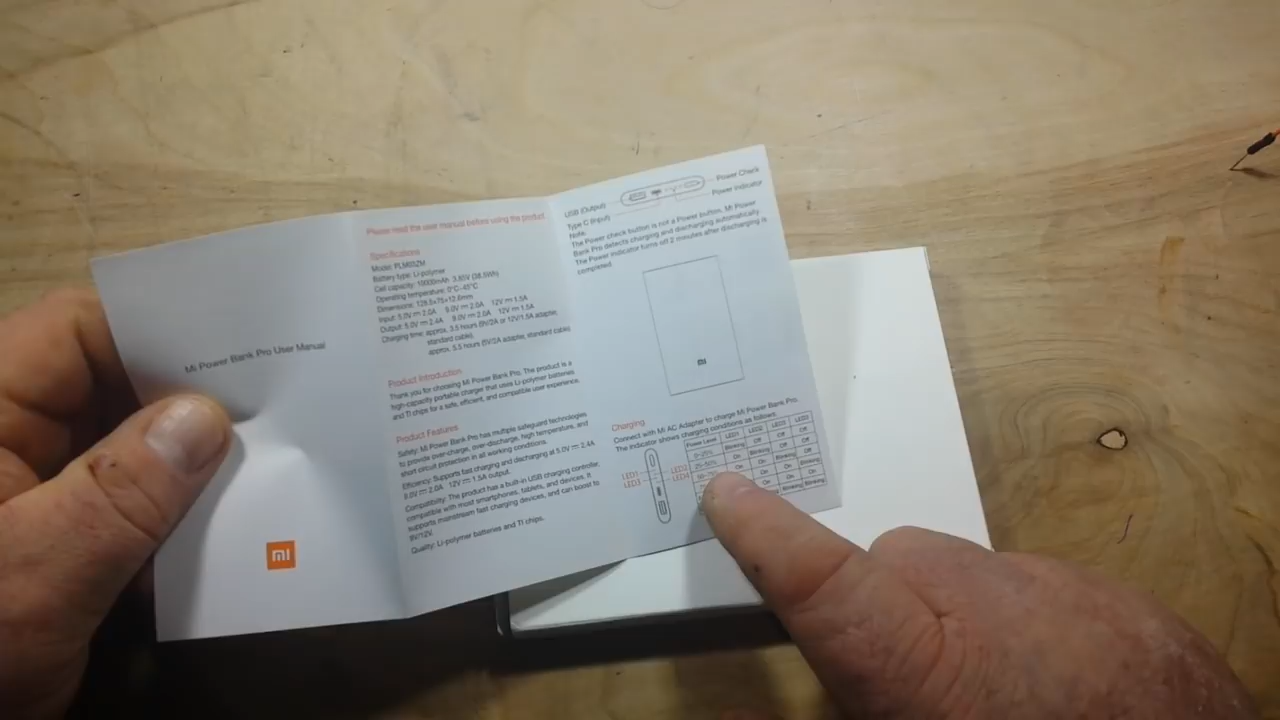 Mi Power Bank Pro User Manual
Please read the user manual before using the product.
Specifications
Model: PLM03ZM
Battery type: Li-polymer
Cell capacity: 10000mAh 3.85V (38.5Wh)
Operating temperature: 0°C~45°C
Dimensions: 128.5×75×12.6mm
Input: 5.0V⎓2.0A 9.0V⎓2.0A 12V⎓1.5A
Output: 5.0V⎓2.4A 9.0V⎓2.0A 12V⎓1.5A
Charging time: approx. 3.5 hours (9V/2A or 12V/1.5A adapter,
standard cable)
approx. 5.5 hours (5V/2A adapter, standard cable)
Product Introduction
Thank you for choosing Mi Power Bank Pro. The product is a
high-capacity portable charger that uses Li-polymer batteries
and TI chips for a safe, efficient, and compatible user experience.
Product Features
Safety: Mi Power Bank Pro has multiple safeguard technologies
to provide over-charge, over-discharge, high temperature, and
short circuit protection in all working conditions.
Efficiency: Supports fast charging and discharging at 5.0V⎓2.4A
9.0V⎓2.0A 12V⎓1.5A output.
Compatibility: The product has a built-in USB charging controller,
compatible with most smartphones, tablets, and devices. It
supports mainstream fast charging devices, and can boost to
9V/12V.
Quality: Li-polymer batteries and TI chips.
mi
USB (Output)
Type C (Input)
Power Check
Power Indicator
Note:
The Power check button is not a Power button. Mi Power
Bank Pro detects charging and discharging automatically
The Power indicator turns off 2 minutes after discharging is
completed.
mi
Charging
Connect with Mi AC Adapter to charge Mi Power Bank Pro.
The indicator shows charging conditions as follows:
LED1 LED2
LED3 LED4
Power Level LED1 LED2 LED3
0~25% Blinking Off Off Off
25~50% On Blinking Off Off
On On Blinking Off
On On Blinking
Blinking Blinking